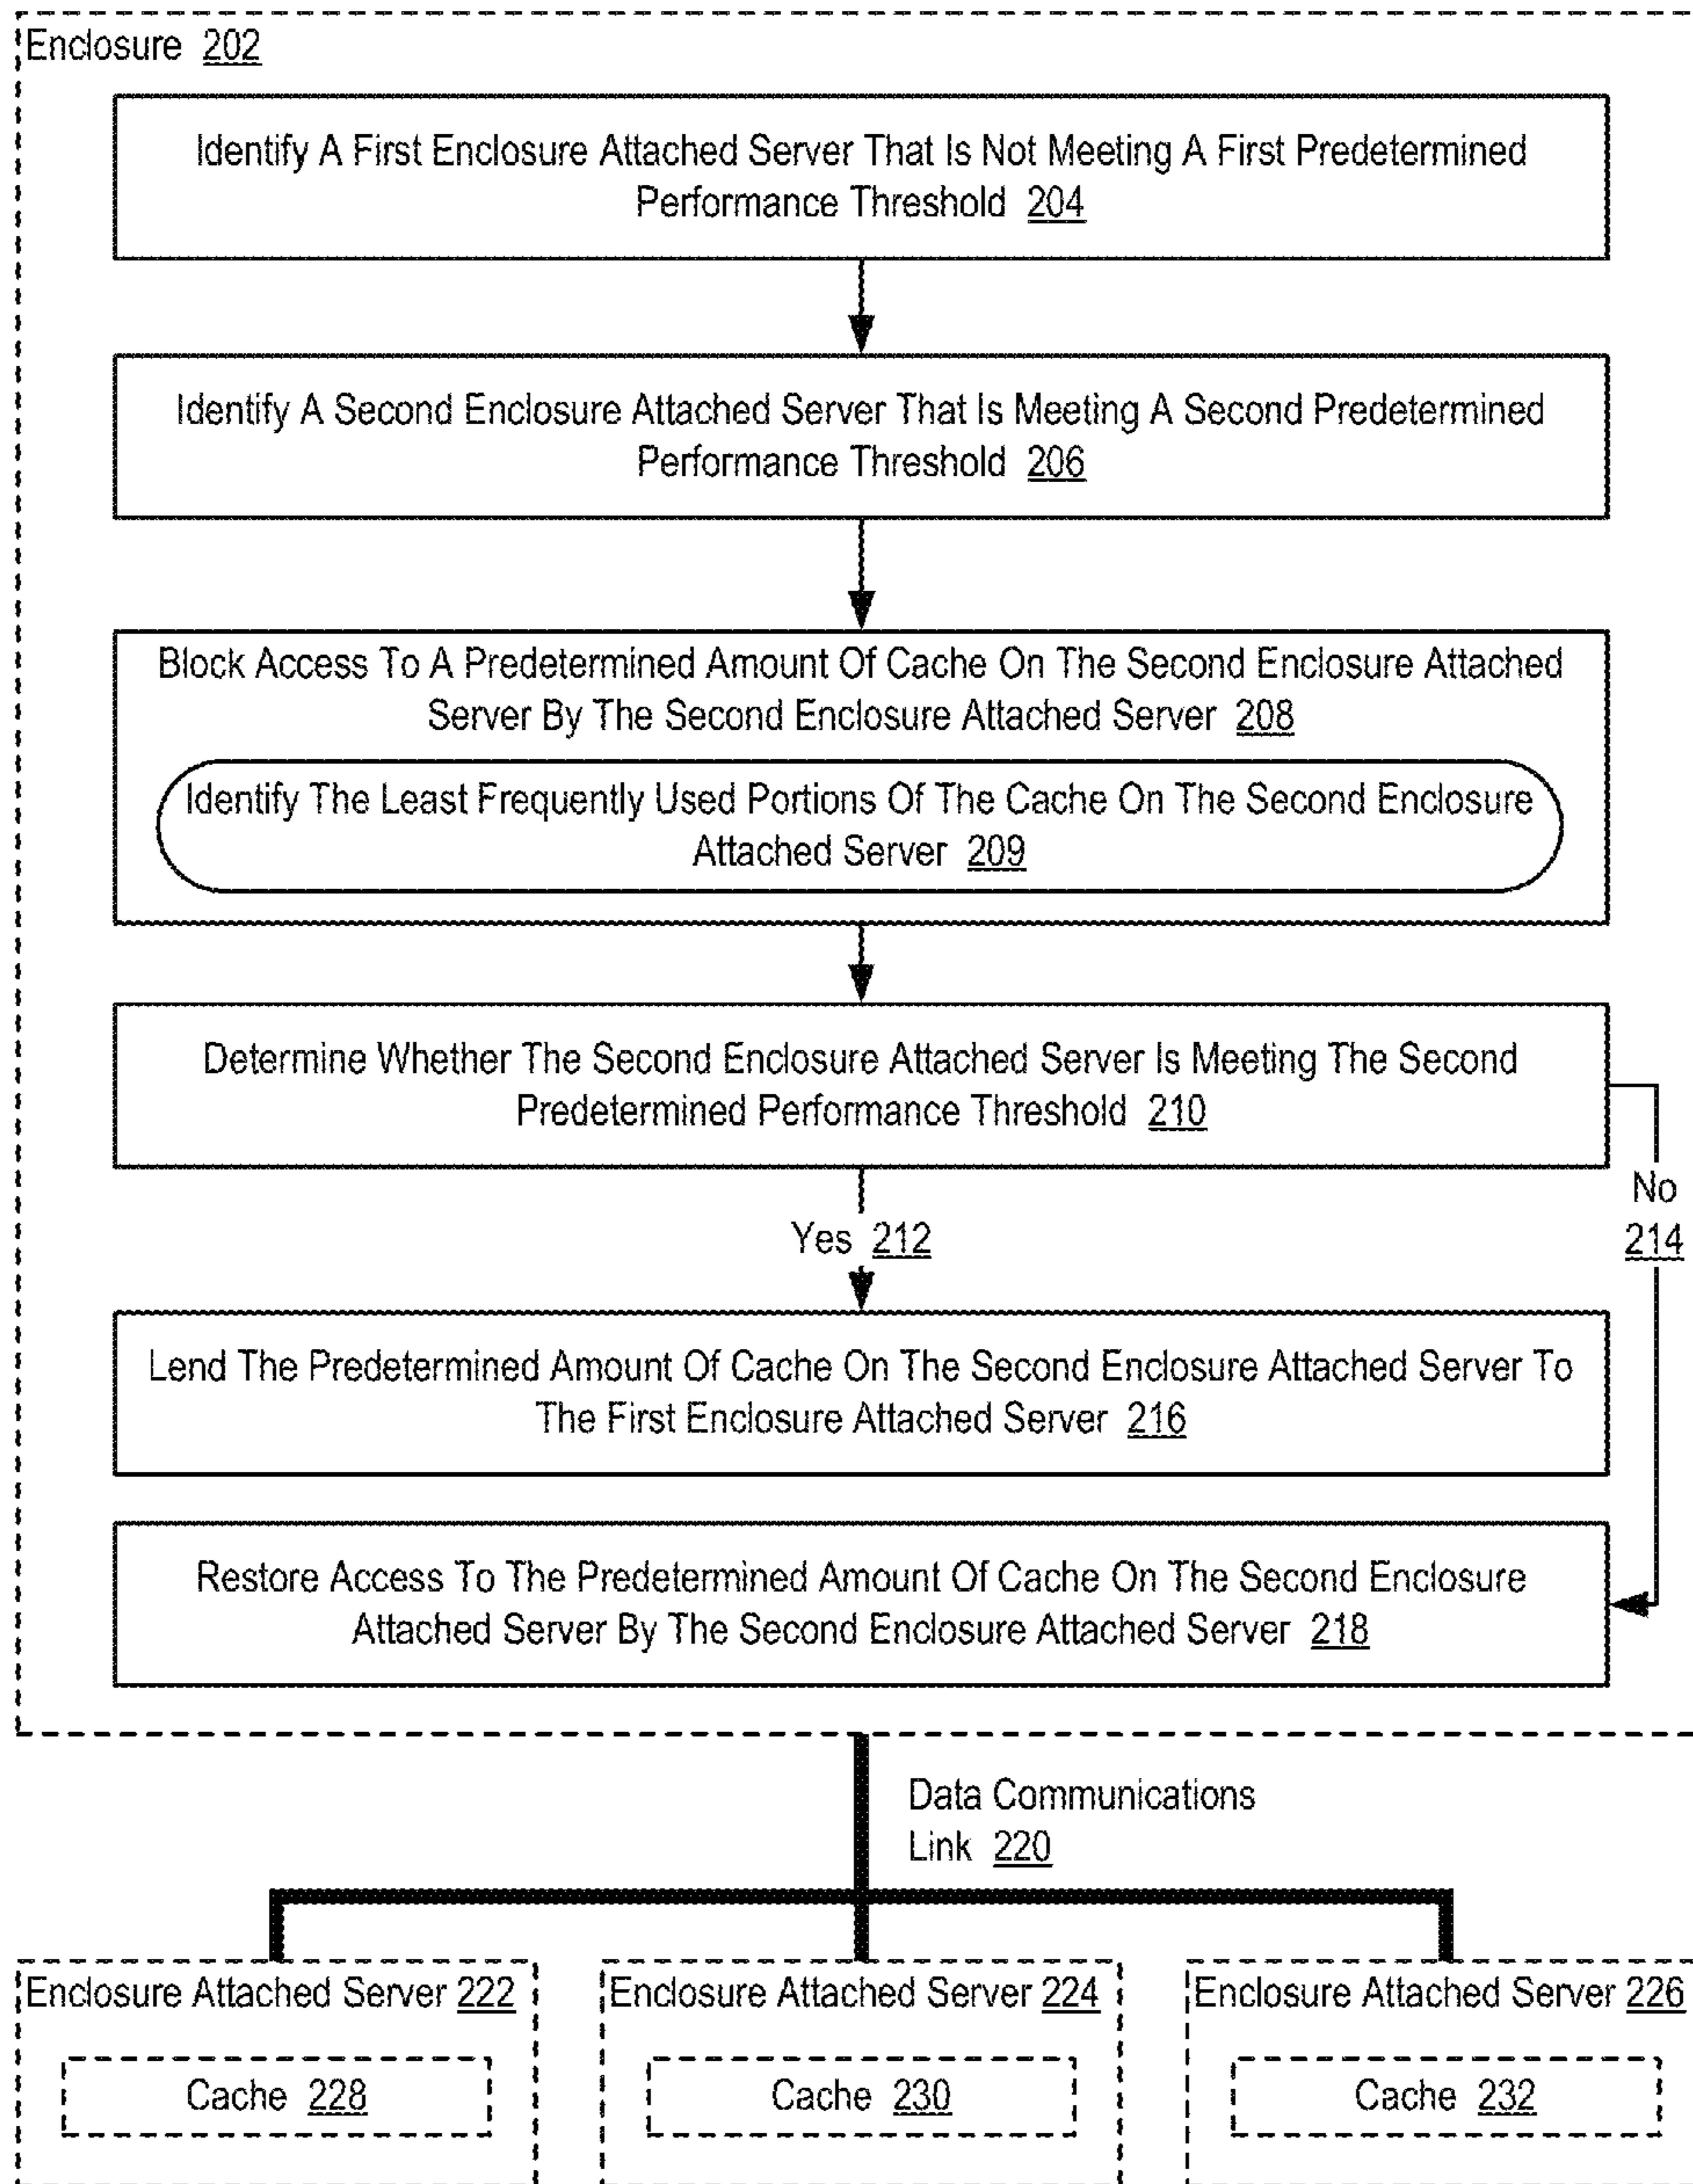 Enclosure 202
Identify A First Enclosure Attached Server That Is Not Meeting A First Predetermined
Performance Threshold 204
Identify A Second Enclosure Attached Server That Is Meeting A Second Predetermined
Performance Threshold 206
Block Access To A Predetermined Amount Of Cache On The Second Enclosure Attached
Server By The Second Enclosure Attached Server 208
Identify The Least Frequently Used Portions Of The Cache On The Second Enclosure
Attached Server 209
Determine Whether The Second Enclosure Attached Server Is Meeting The Second
Predetermined Performance Threshold 210
No
214
Yes 212
Lend The Predetermined Amount Of Cache On The Second Enclosure Attached Server To
The First Enclosure Attached Server 216
Restore Access To The Predetermined Amount Of Cache On The Second Enclosure
Attached Server By The Second Enclosure Attached Server 218
Data Communications
Link 220
Enclosure Attached Server 222
Cache 228
Enclosure Attached Server 224
Cache 230
Enclosure Attached Server 226
Cache 232